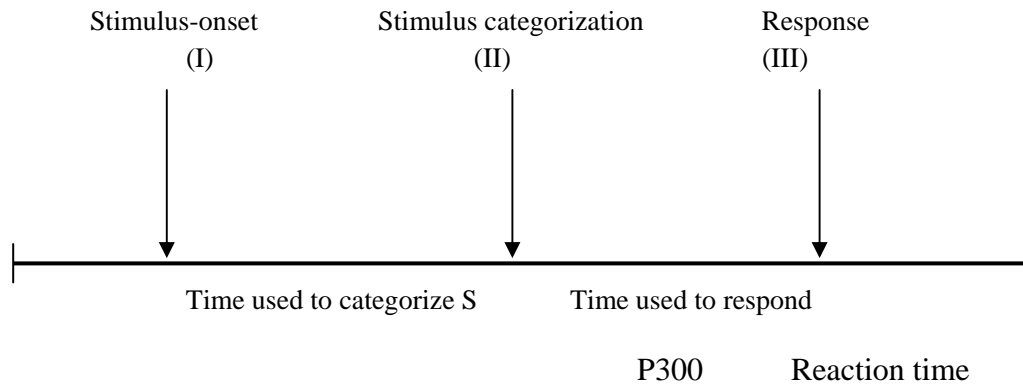 Stimulus-onset Stimulus categorization Response
(I) (II) (III)
Time used to categorize S Time used to respond
P300 Reaction time